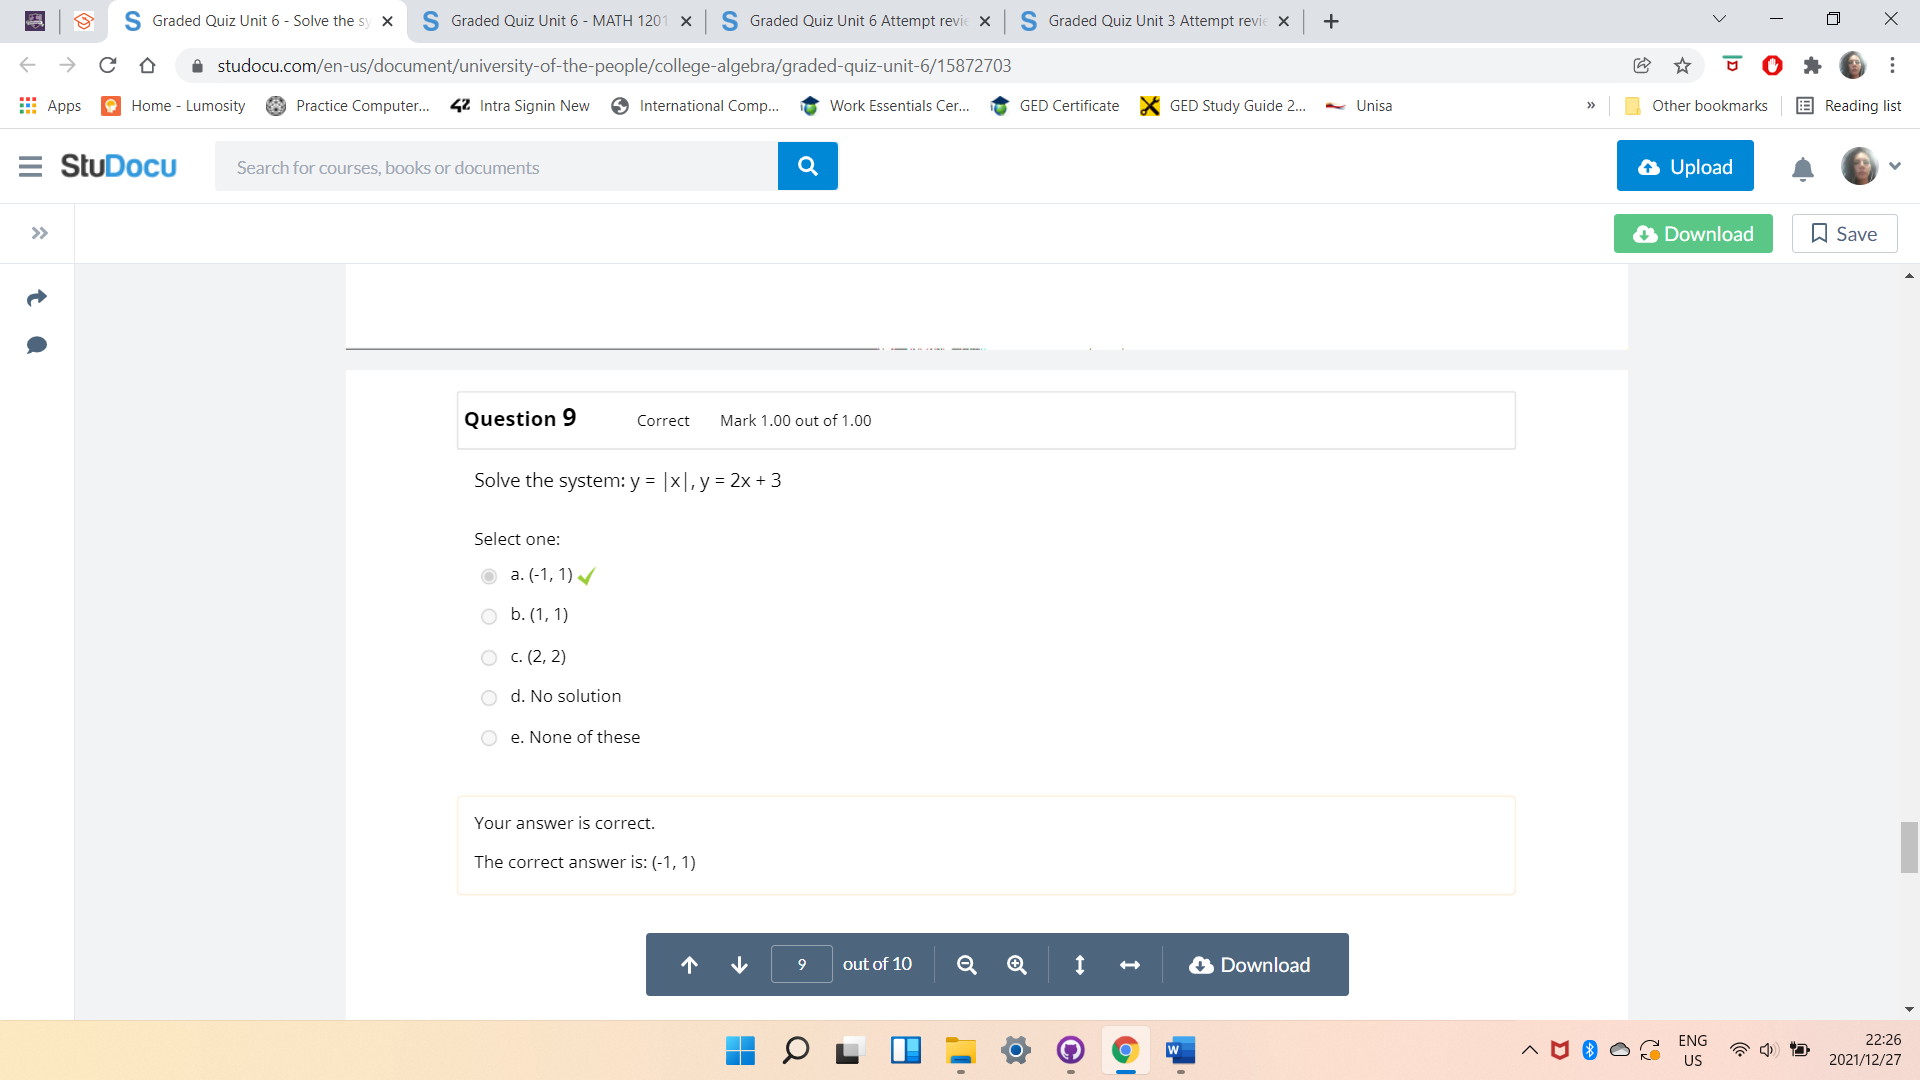 Graded Quiz Unit 6 - Solve the sy
Graded Quiz Unit 6 - MATH 1201
Graded Quiz Unit 6 Attempt revie
Graded Quiz Unit 3 Attempt revie
studocu.com/en-us/document/university-of-the-people/college-algebra/graded-quiz-unit-6/15872703
Apps
Home - Lumosity
Practice Computer...
Intra Signin New
International Comp...
Work Essentials Cer...
GED Certificate
GED Study Guide 2...
Unisa
»
Other bookmarks
Reading list
StuDocu
Search for courses, books or documents
Upload
Download
Save
Question 9 Correct Mark 1.00 out of 1.00
Solve the system: y = |x|, y = 2x + 3
Select one:
a. (-1, 1)
b. (1, 1)
c. (2, 2)
d. No solution
e. None of these
Your answer is correct.
The correct answer is: (-1, 1)
9 out of 10
Download
ENG
US
22:26
2021/12/27